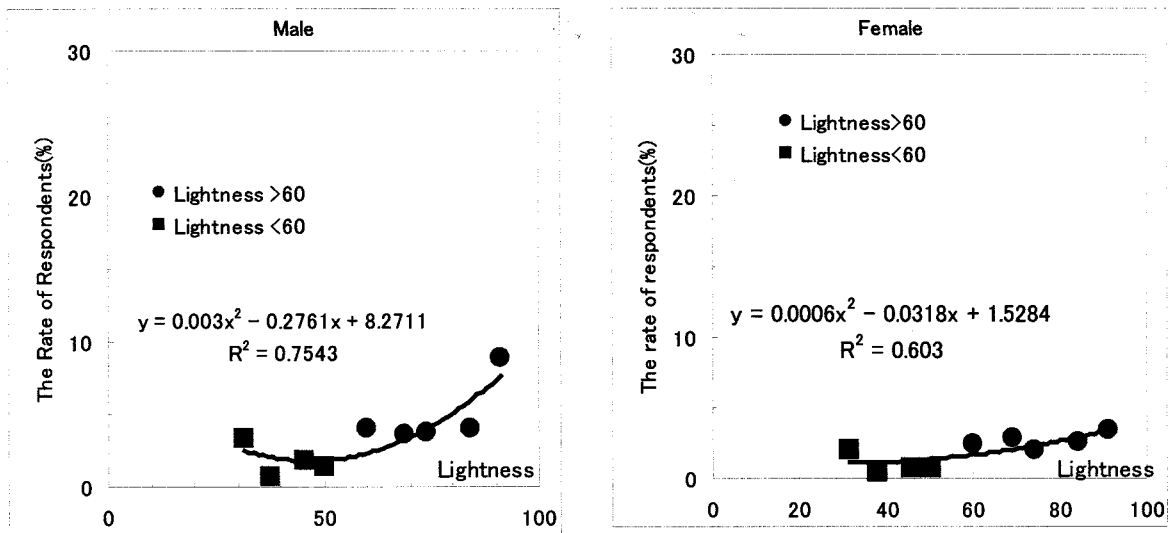 Male
30
20
10
0
The Rate of Respondents(%)
Lightness >60
Lightness <60
y = 0.003x² − 0.2761x + 8.2711
R² = 0.7543
Lightness
0 50 100
Female
30
20
10
0
The rate of respondents(%)
Lightness>60
Lightness<60
y = 0.0006x² − 0.0318x + 1.5284
R² = 0.603
Lightness
0 20 40 60 80 100